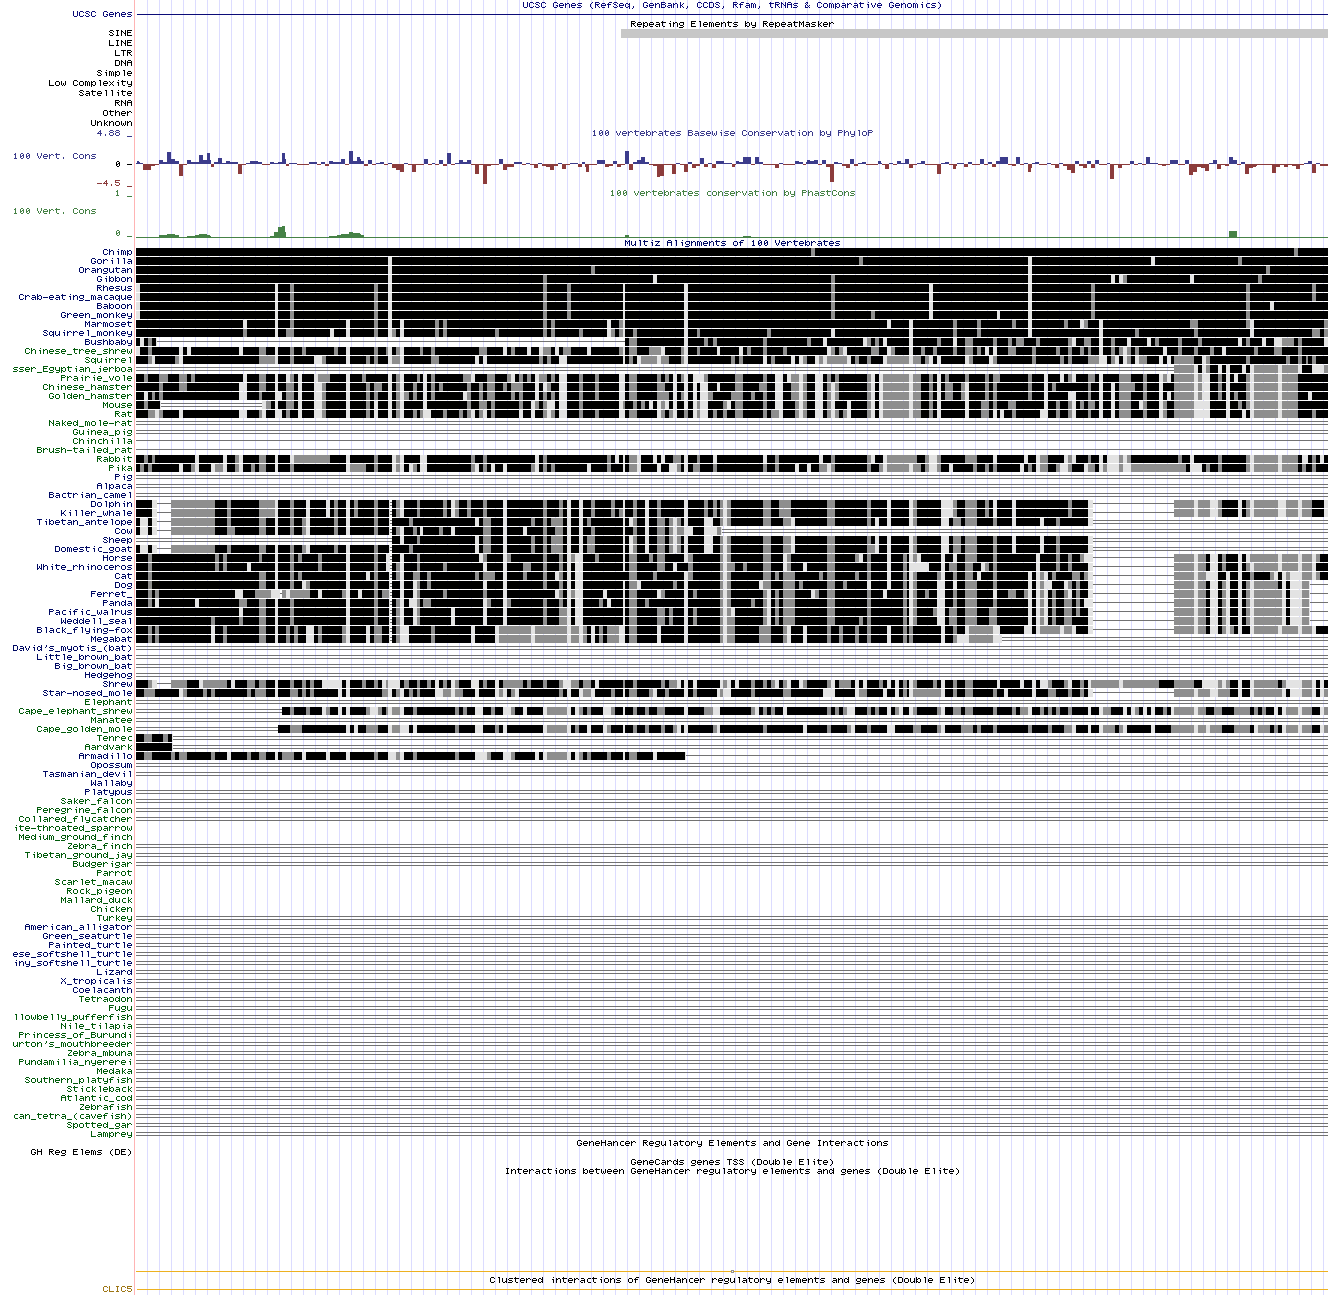 UCSC Genes (RefSeq, GenBank, CCDS, Rfam, tRNAs & Comparative Genomics)
UCSC Genes
Repeating Elements by RepeatMasker
SINE
LINE
LTR
DNA
Simple
Low Complexity
Satellite
RNA
Other
Unknown
4.88 _
100 vertebrates Basewise Conservation by PhyloP
100 Vert. Cons
0 _
-4.5 _
1 _
100 vertebrates conservation by PhastCons
100 Vert. Cons
0 _
Multiz Alignments of 100 Vertebrates
Chimp
Gorilla
Orangutan
Gibbon
Rhesus
Crab-eating_macaque
Baboon
Green_monkey
Marmoset
Squirrel_monkey
Bushbaby
Chinese_tree_shrew
Squirrel
sser_Egyptian_jerboa
Prairie_vole
Chinese_hamster
Golden_hamster
Mouse
Rat
Naked_mole-rat
Guinea_pig
Chinchilla
Brush-tailed_rat
Rabbit
Pika
Pig
Alpaca
Bactrian_camel
Dolphin
Killer_whale
Tibetan_antelope
Cow
Sheep
Domestic_goat
Horse
White_rhinoceros
Cat
Dog
Ferret_
Panda
Pacific_walrus
Weddell_seal
Black_flying-fox
Megabat
David's_myotis_(bat)
Little_brown_bat
Big_brown_bat
Hedgehog
Shrew
Star-nosed_mole
Elephant
Cape_elephant_shrew
Manatee
Cape_golden_mole
Tenrec
Aardvark
Armadillo
Opossum
Tasmanian_devil
Wallaby
Platypus
Saker_falcon
Peregrine_falcon
Collared_flycatcher
ite-throated_sparrow
Medium_ground_finch
Zebra_finch
Tibetan_ground_jay
Budgerigar
Parrot
Scarlet_macaw
Rock_pigeon
Mallard_duck
Chicken
Turkey
American_alligator
Green_seaturtle
Painted_turtle
ese_softshell_turtle
iny_softshell_turtle
Lizard
X_tropicalis
Coelacanth
Tetraodon
Fugu
llowbelly_pufferfish
Nile_tilapia
Princess_of_Burundi
urton's_mouthbreeder
Zebra_mbuna
Pundamilia_nyererei
Medaka
Southern_platyfish
Stickleback
Atlantic_cod
Zebrafish
can_tetra_(cavefish)
Spotted_gar
Lamprey
GeneHancer Regulatory Elements and Gene Interactions
GH Reg Elems (DE)
GeneCards genes TSS (Double Elite)
Interactions between GeneHancer regulatory elements and genes (Double Elite)
Clustered interactions of GeneHancer regulatory elements and genes (Double Elite)
CLIC5